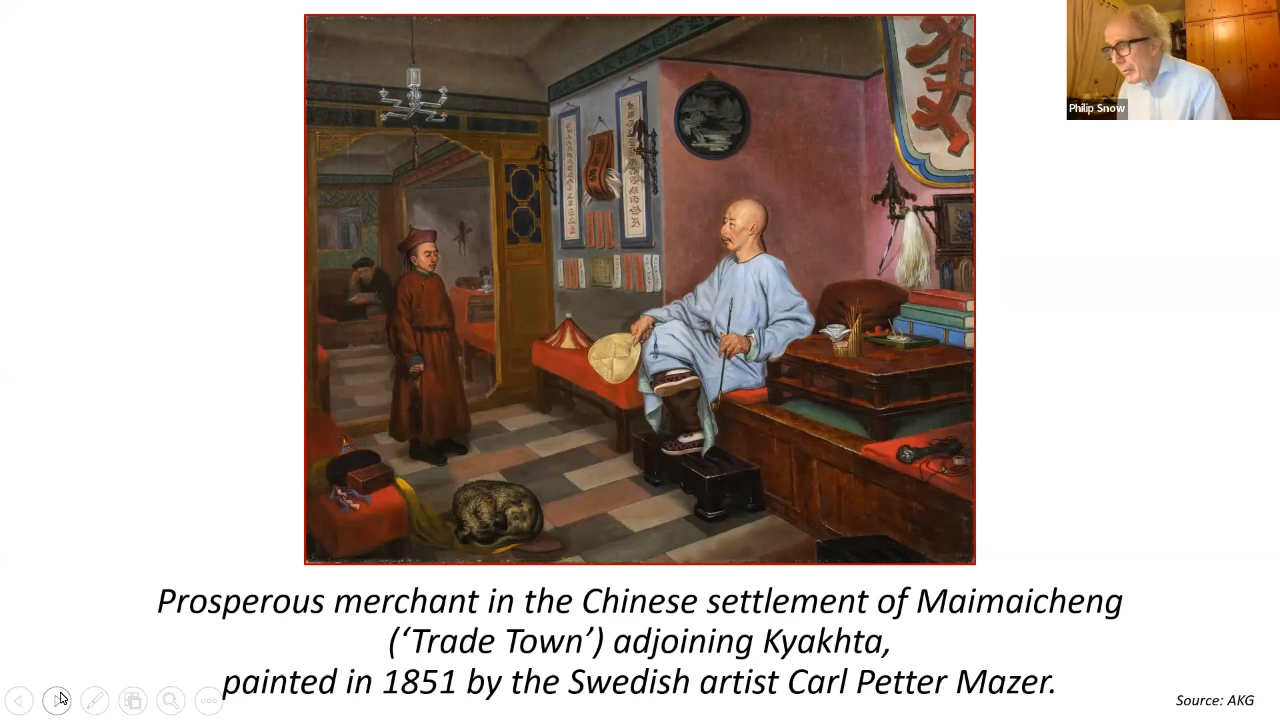 Philip Snow
Prosperous merchant in the Chinese settlement of Maimaicheng
(‘Trade Town’) adjoining Kyakhta,
painted in 1851 by the Swedish artist Carl Petter Mazer.
Source: AKG